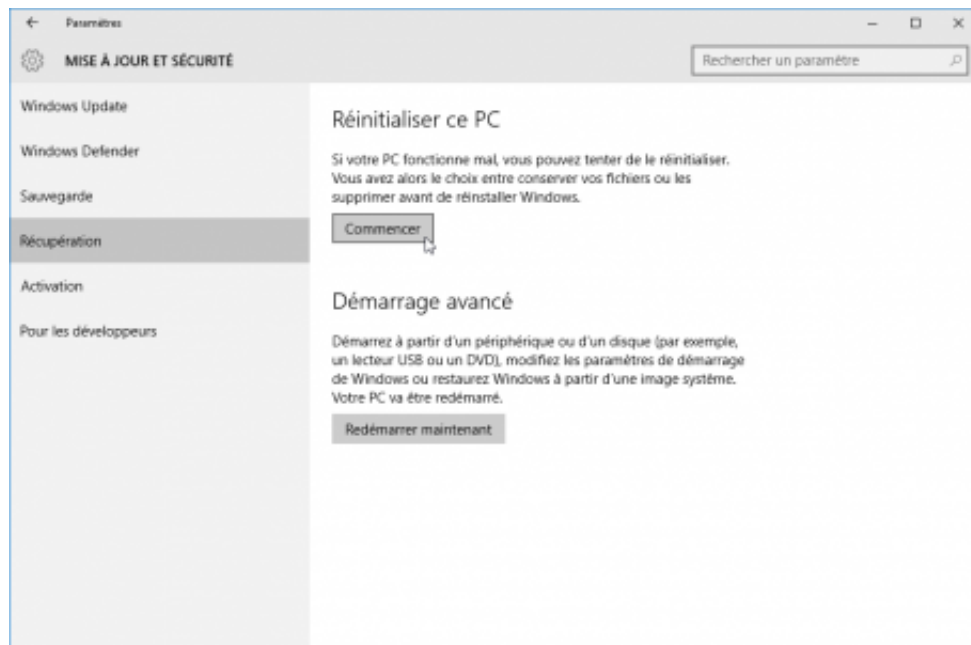 Paramètres
MISE À JOUR ET SÉCURITÉ
Rechercher un paramètre
Windows Update
Windows Defender
Sauvegarde
Récupération
Activation
Pour les développeurs
Réinitialiser ce PC
Si votre PC fonctionne mal, vous pouvez tenter de le réinitialiser.
Vous avez alors le choix entre conserver vos fichiers ou les
supprimer avant de réinstaller Windows.
Commencer
Démarrage avancé
Démarrez à partir d'un périphérique ou d'un disque (par exemple,
un lecteur USB ou un DVD), modifiez les paramètres de démarrage
de Windows ou restaurez Windows à partir d'une image système.
Votre PC va être redémarré.
Redémarrer maintenant